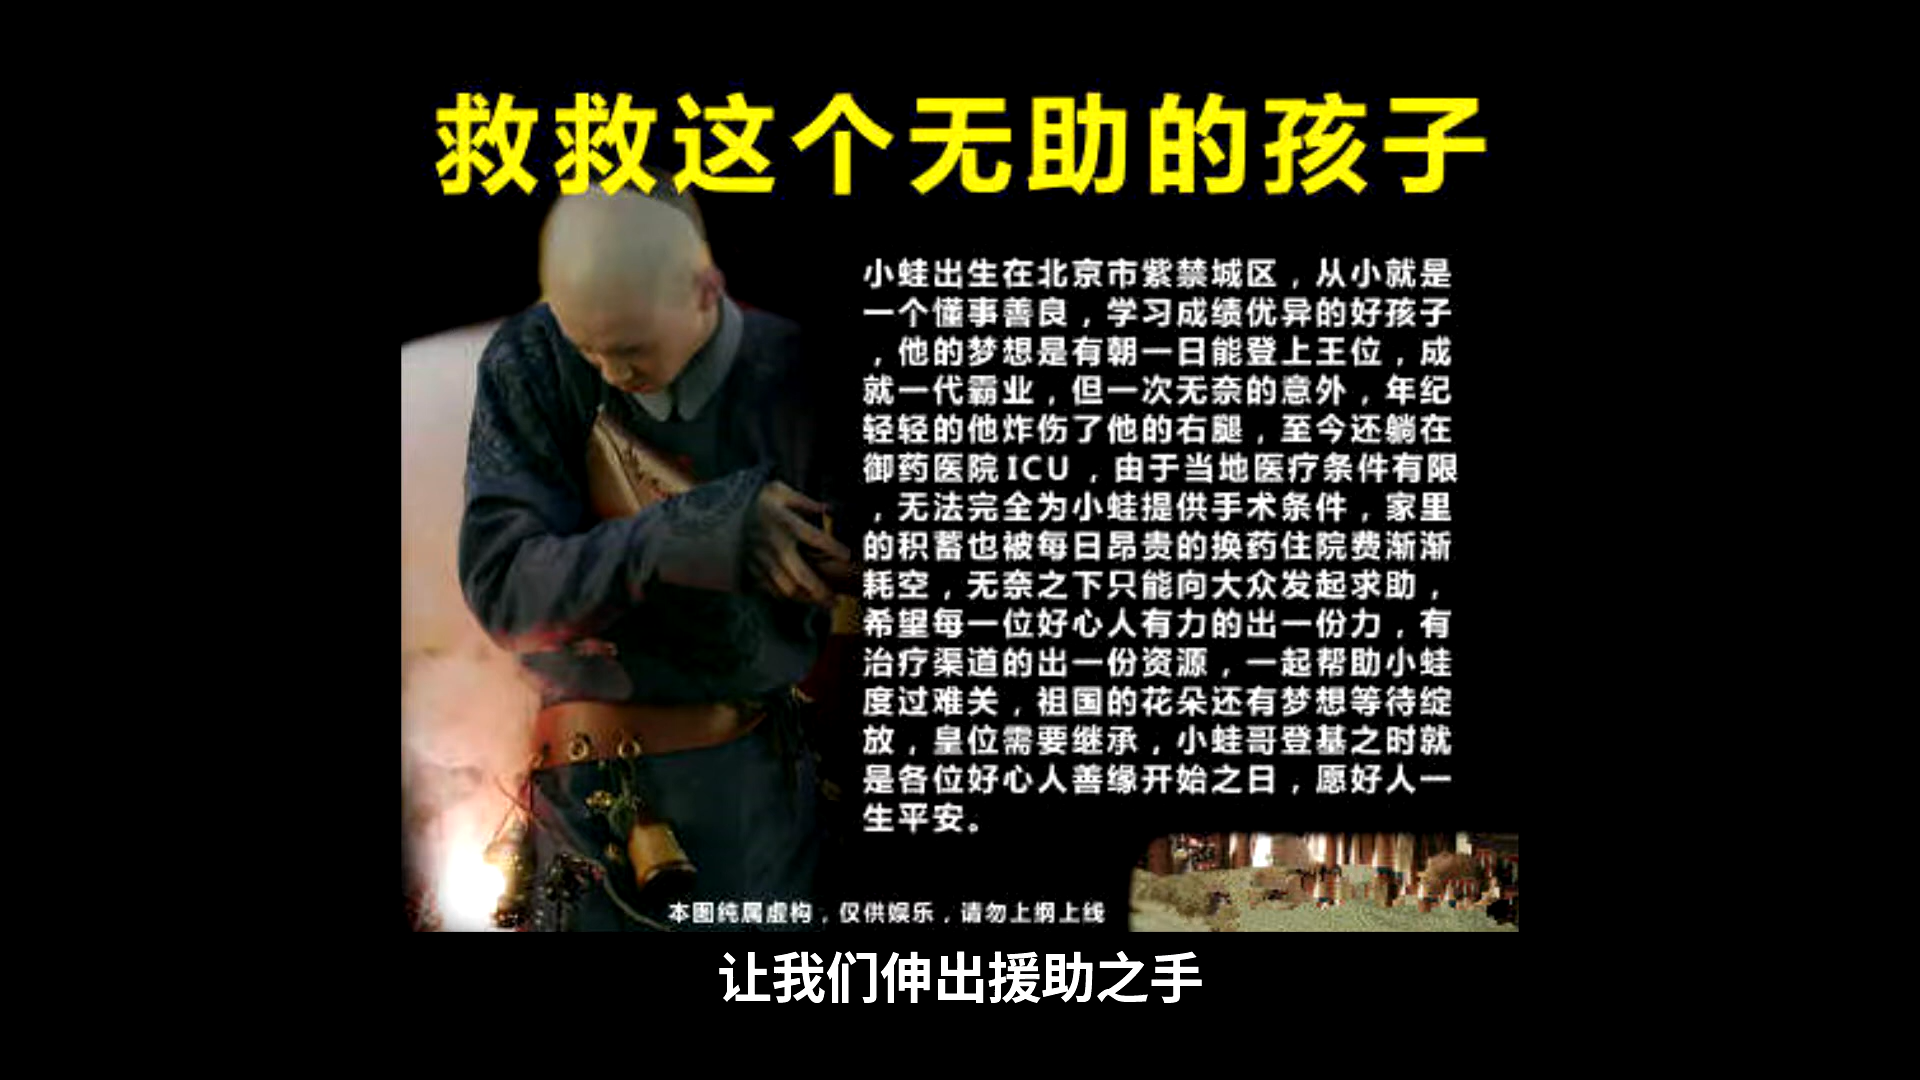 救救这个无助的孩子
小蛙出生在北京市紫禁城区，从小就是
一个懂事善良，学习成绩优异的好孩子
，他的梦想是有朝一日能登上王位，成
就一代霸业，但一次无奈的意外，年纪
轻轻的他炸伤了他的右腿，至今还躺在
御药医院ICU，由于当地医疗条件有限
，无法完全为小蛙提供手术条件，家里
的积蓄也被每日昂贵的换药住院费渐渐
耗空，无奈之下只能向大众发起求助，
希望每一位好心人有力的出一份力，有
治疗渠道的出一份资源，一起帮助小蛙
度过难关，祖国的花朵还有梦想等待绽
放，皇位需要继承，小蛙哥登基之时就
是各位好心人善缘开始之日，愿好人一
生平安。
本图纯属虚构，仅供娱乐，请勿上纲上线
让我们伸出援助之手